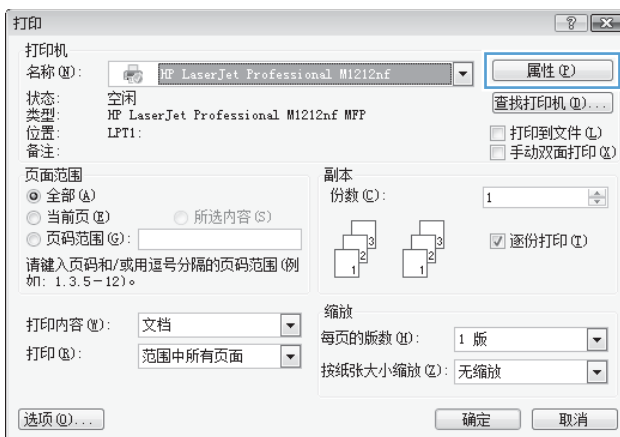 打印
打印机
名称(N): HP LaserJet Professional M1212nf 属性(P)
状态: 空闲 查找打印机(D)...
类型: HP LaserJet Professional M1212nf MFP
位置: LPT1: 打印到文件(L)
备注: 手动双面打印(X)
页面范围
全部(A)
当前页(E) 所选内容(S)
页码范围(G):
请键入页码和/或用逗号分隔的页码范围(例
如: 1.3.5-12)。
副本
份数(C): 1
逐份打印(T)
3 3
2 2
1 1
打印内容(W): 文档
打印(R): 范围中所有页面
缩放
每页的版数(H): 1 版
按纸张大小缩放(Z): 无缩放
选项(O)... 确定 取消